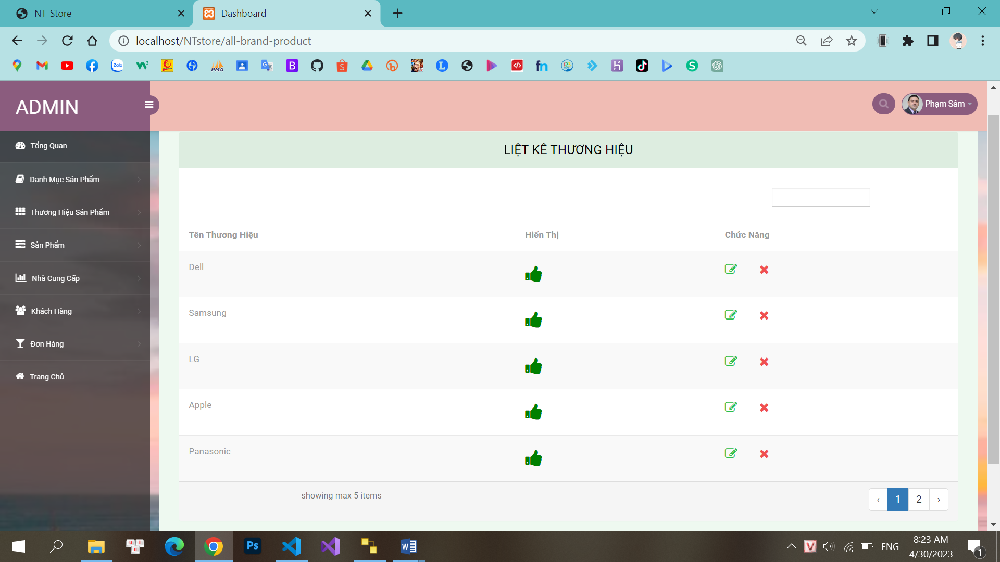 NT-Store
Dashboard
localhost/NTstore/all-brand-product
ADMIN
Phạm Sâm
Tổng Quan
Danh Mục Sản Phẩm
Thương Hiệu Sản Phẩm
Sản Phẩm
Nhà Cung Cấp
Khách Hàng
Đơn Hàng
Trang Chủ
LIỆT KÊ THƯƠNG HIỆU
Tên Thương Hiệu Hiển Thị Chức Năng
Dell
Samsung
LG
Apple
Panasonic
showing max 5 items
‹ 1 2 ›
ENG
8:23 AM
4/30/2023
1